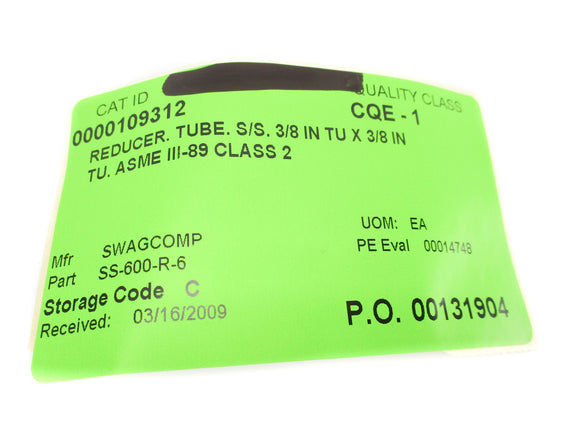 CAT ID QUALITY CLASS
0000109312 CQE - 1
REDUCER. TUBE. S/S. 3/8 IN TU X 3/8 IN
TU. ASME III-89 CLASS 2
UOM: EA
Mfr SWAGCOMP PE Eval 00014748
Part SS-600-R-6
Storage Code C
Received: 03/16/2009 P.O. 00131904